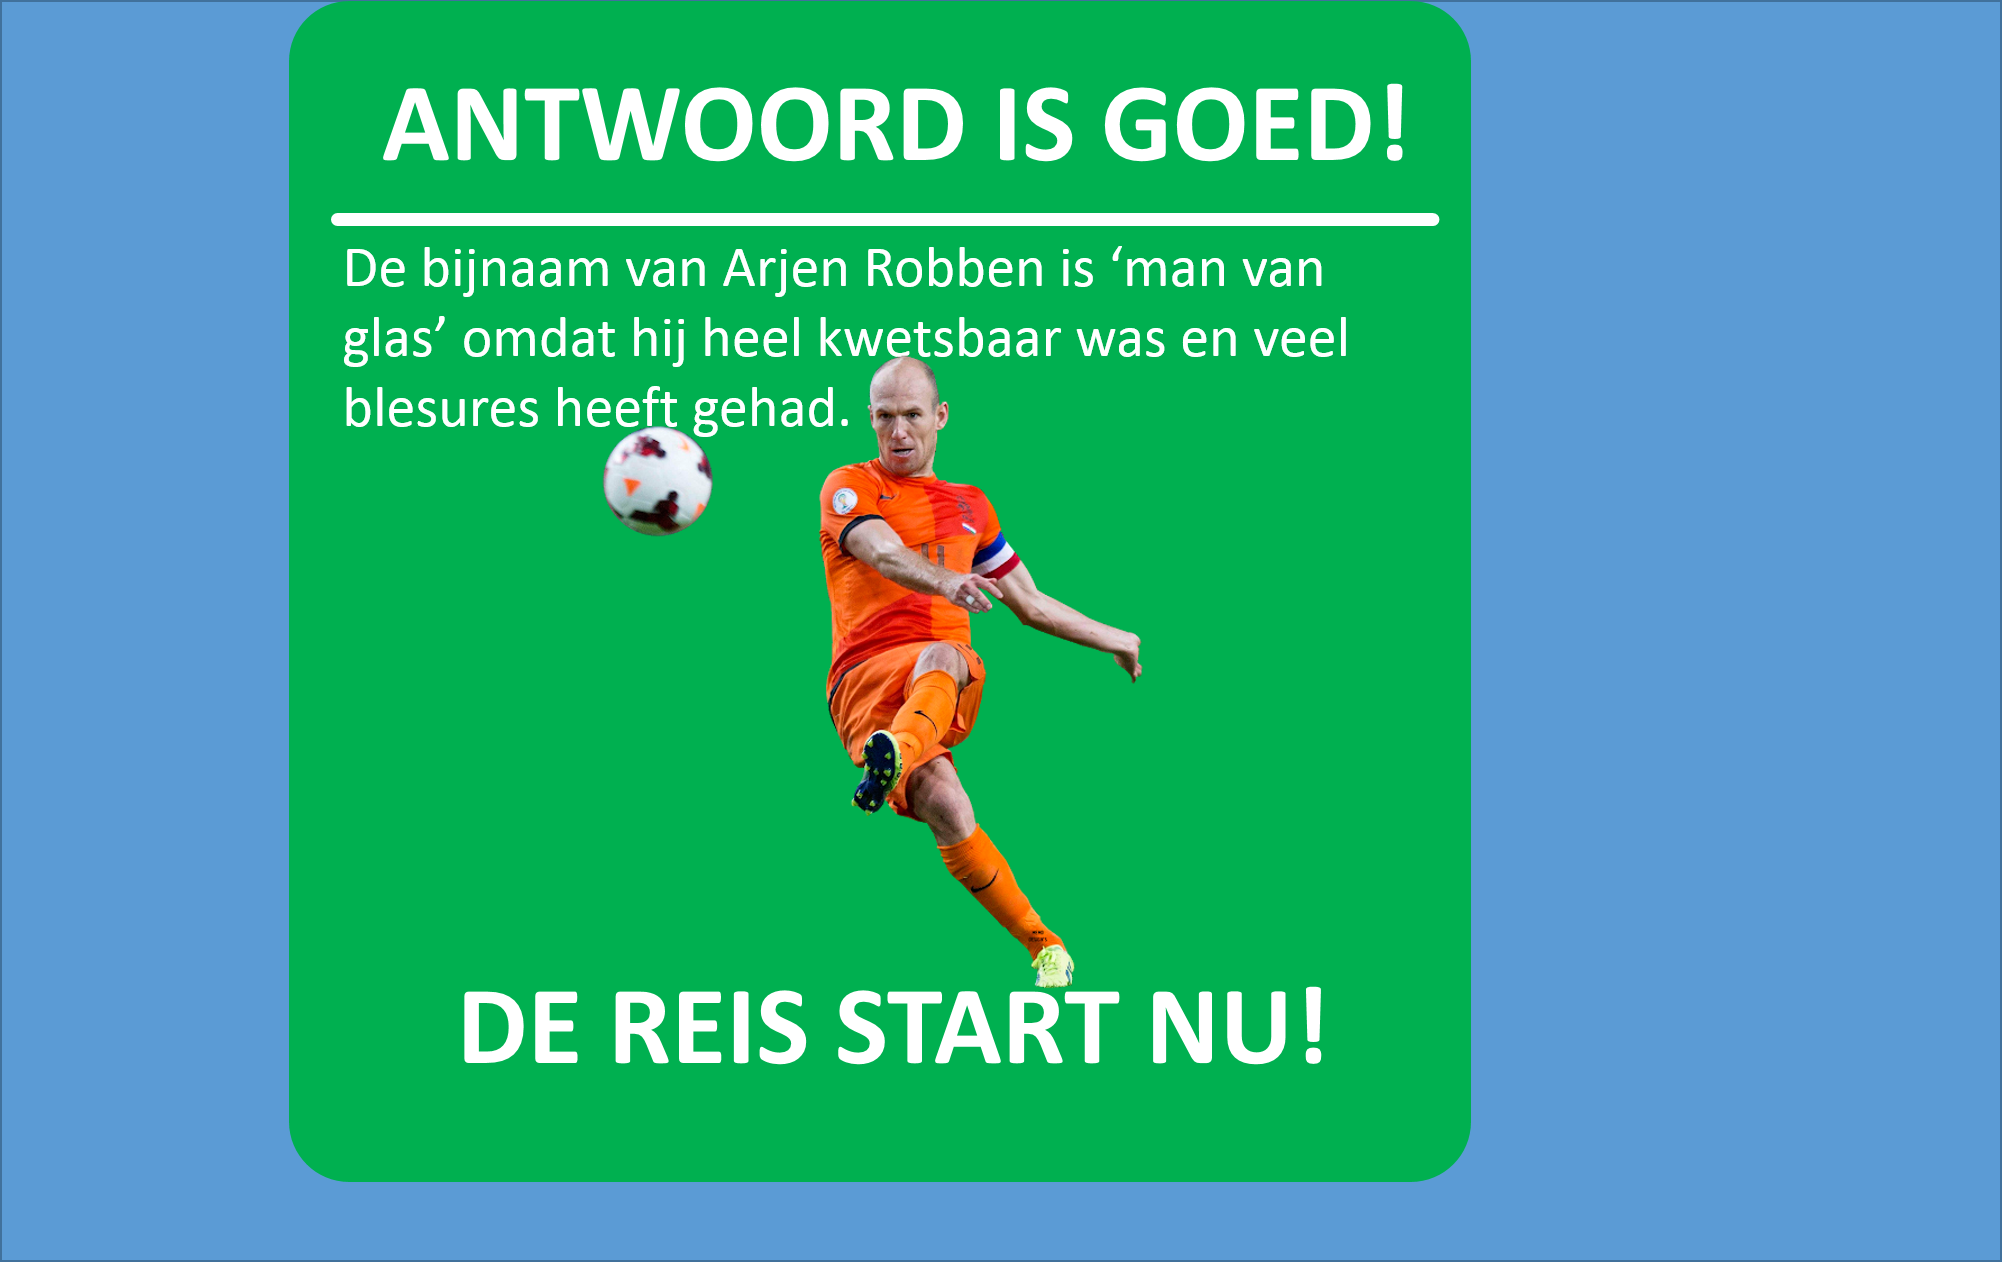 ANTWOORD IS GOED!
De bijnaam van Arjen Robben is ‘man van
glas’ omdat hij heel kwetsbaar was en veel
blesures heeft gehad.
11
DE REIS START NU!